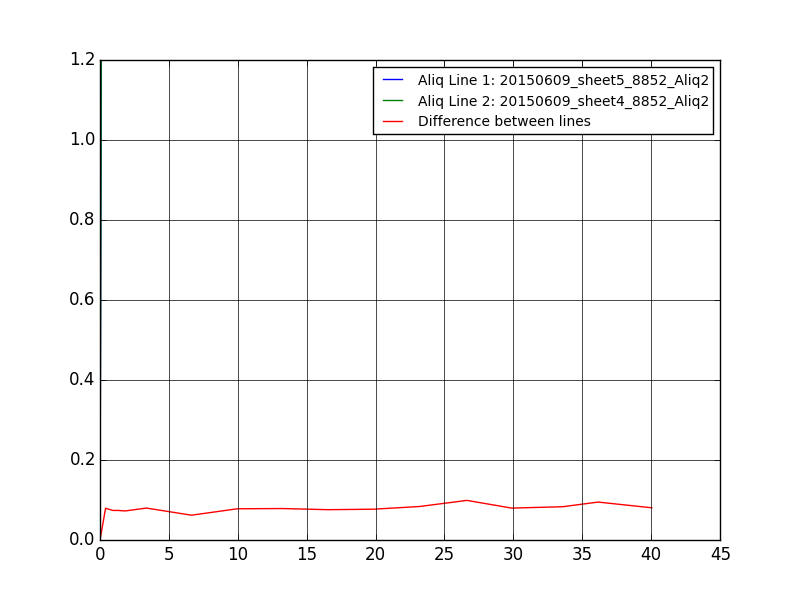 1.2
1.0
0.8
0.6
0.4
0.2
0.0
0 5 10 15 20 25 30 35 40 45
Aliq Line 1: 20150609_sheet5_8852_Aliq2
Aliq Line 2: 20150609_sheet4_8852_Aliq2
Difference between lines